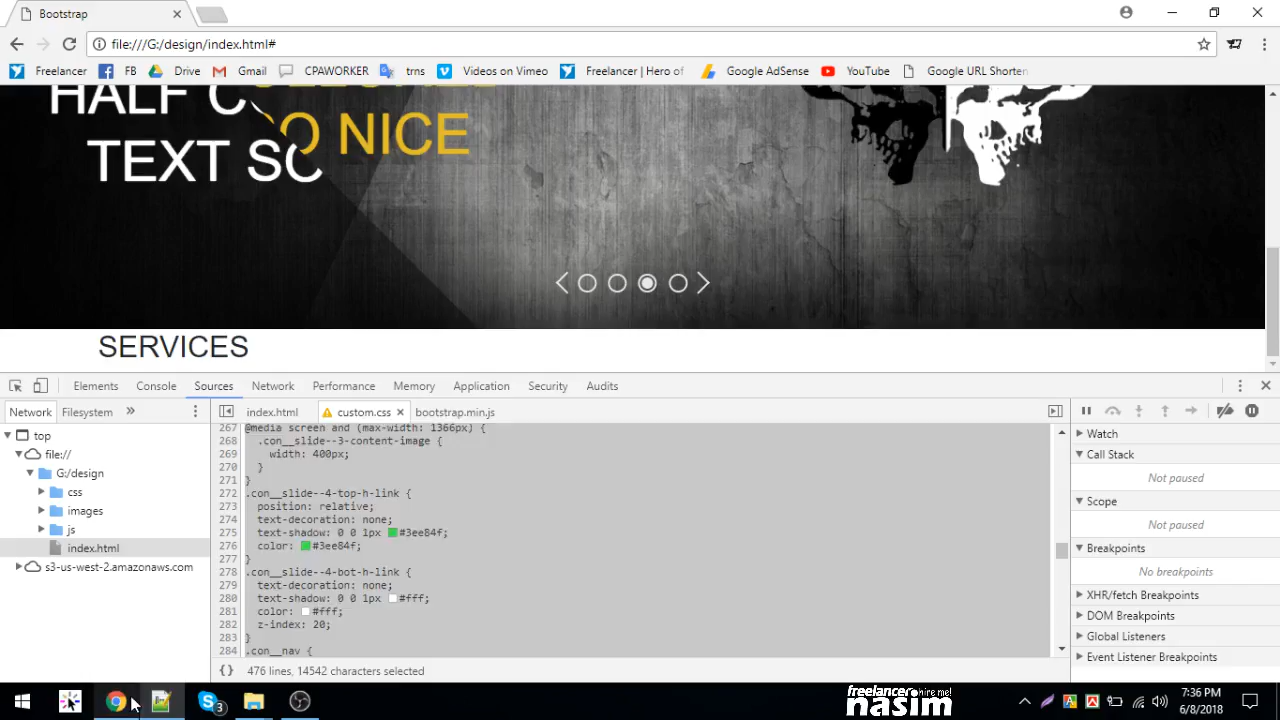 Bootstrap
file:///G:/design/index.html#
Freelancer FB Drive Gmail CPAWORKER trns Videos on Vimeo Freelancer | Hero of Google AdSense YouTube Google URL Shorten
HALF C
O NICE
TEXT SO
SERVICES
Elements Console Sources Network Performance Memory Application Security Audits
Network Filesystem » index.html custom.css bootstrap.min.js
top
file://
G:/design
css
images
js
index.html
s3-us-west-2.amazonaws.com
267 @media screen and (max-width: 1366px) {
268 .con__slide--3-content-image {
269 width: 400px;
270 }
271 }
272 .con__slide--4-top-h-link {
273 position: relative;
274 text-decoration: none;
275 text-shadow: 0 0 1px #3ee84f;
276 color: #3ee84f;
277 }
278 .con__slide--4-bot-h-link {
279 text-decoration: none;
280 text-shadow: 0 0 1px #fff;
281 color: #fff;
282 z-index: 20;
283 }
284 .con__nav {
{} 476 lines, 14542 characters selected
Watch
Call Stack
Not paused
Scope
Not paused
Breakpoints
No breakpoints
XHR/fetch Breakpoints
DOM Breakpoints
Global Listeners
Event Listener Breakpoints
3
freelancer hire me!
nasim
7:36 PM
6/8/2018